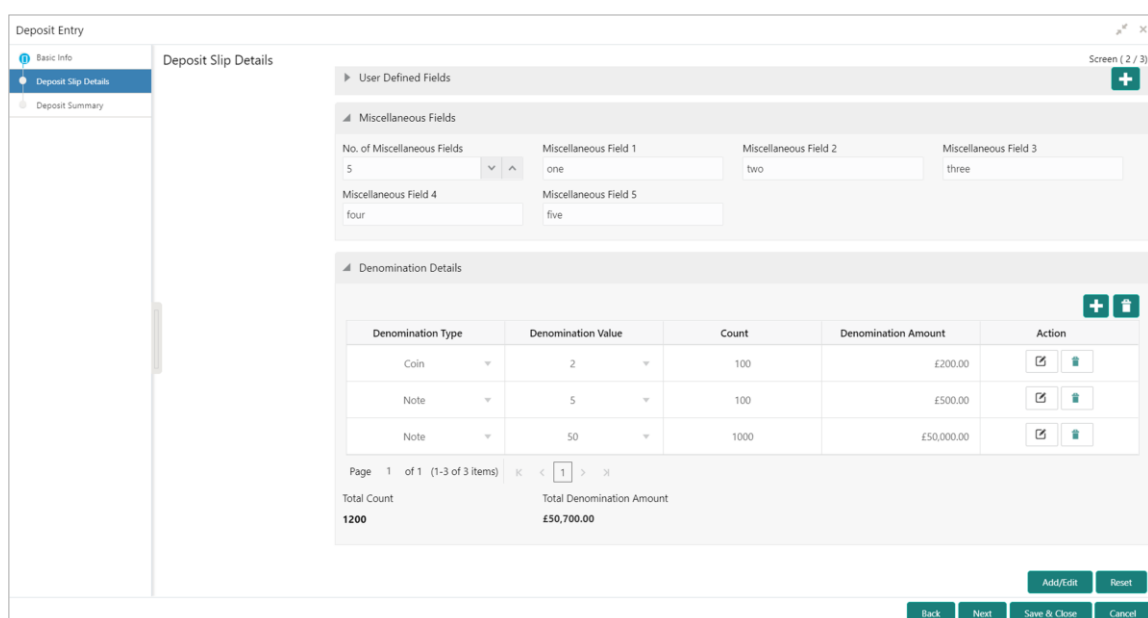 Deposit Entry
Basic Info
Deposit Slip Details
Deposit Summary
Deposit Slip Details
Screen ( 2 / 3)
User Defined Fields
Miscellaneous Fields
No. of Miscellaneous Fields Miscellaneous Field 1 Miscellaneous Field 2 Miscellaneous Field 3
5 one two three
Miscellaneous Field 4 Miscellaneous Field 5
four five
Denomination Details
Denomination Type Denomination Value Count Denomination Amount Action
Coin 2 100 £200.00
Note 5 100 £500.00
Note 50 1000 £50,000.00
Page 1 of 1 (1-3 of 3 items) 1
Total Count Total Denomination Amount
1200 £50,700.00
Add/Edit Reset
Back Next Save & Close Cancel